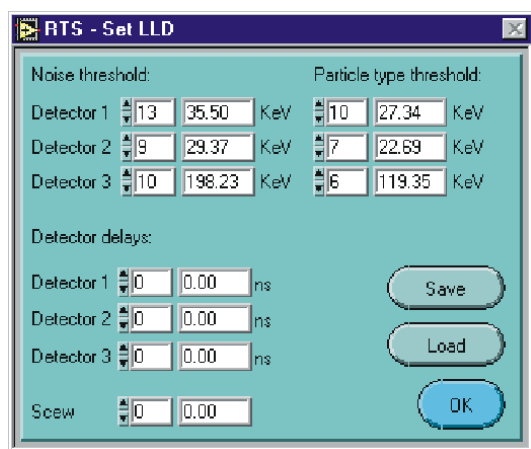 RTS - Set LLD
Noise threshold: Particle type threshold:
Detector 1 13 35.50 KeV 10 27.34 KeV
Detector 2 9 29.37 KeV 7 22.69 KeV
Detector 3 10 198.23 KeV 6 119.35 KeV
Detector delays:
Detector 1 0 0.00 ns
Detector 2 0 0.00 ns
Detector 3 0 0.00 ns
Save
Load
Scew 0 0.00
OK